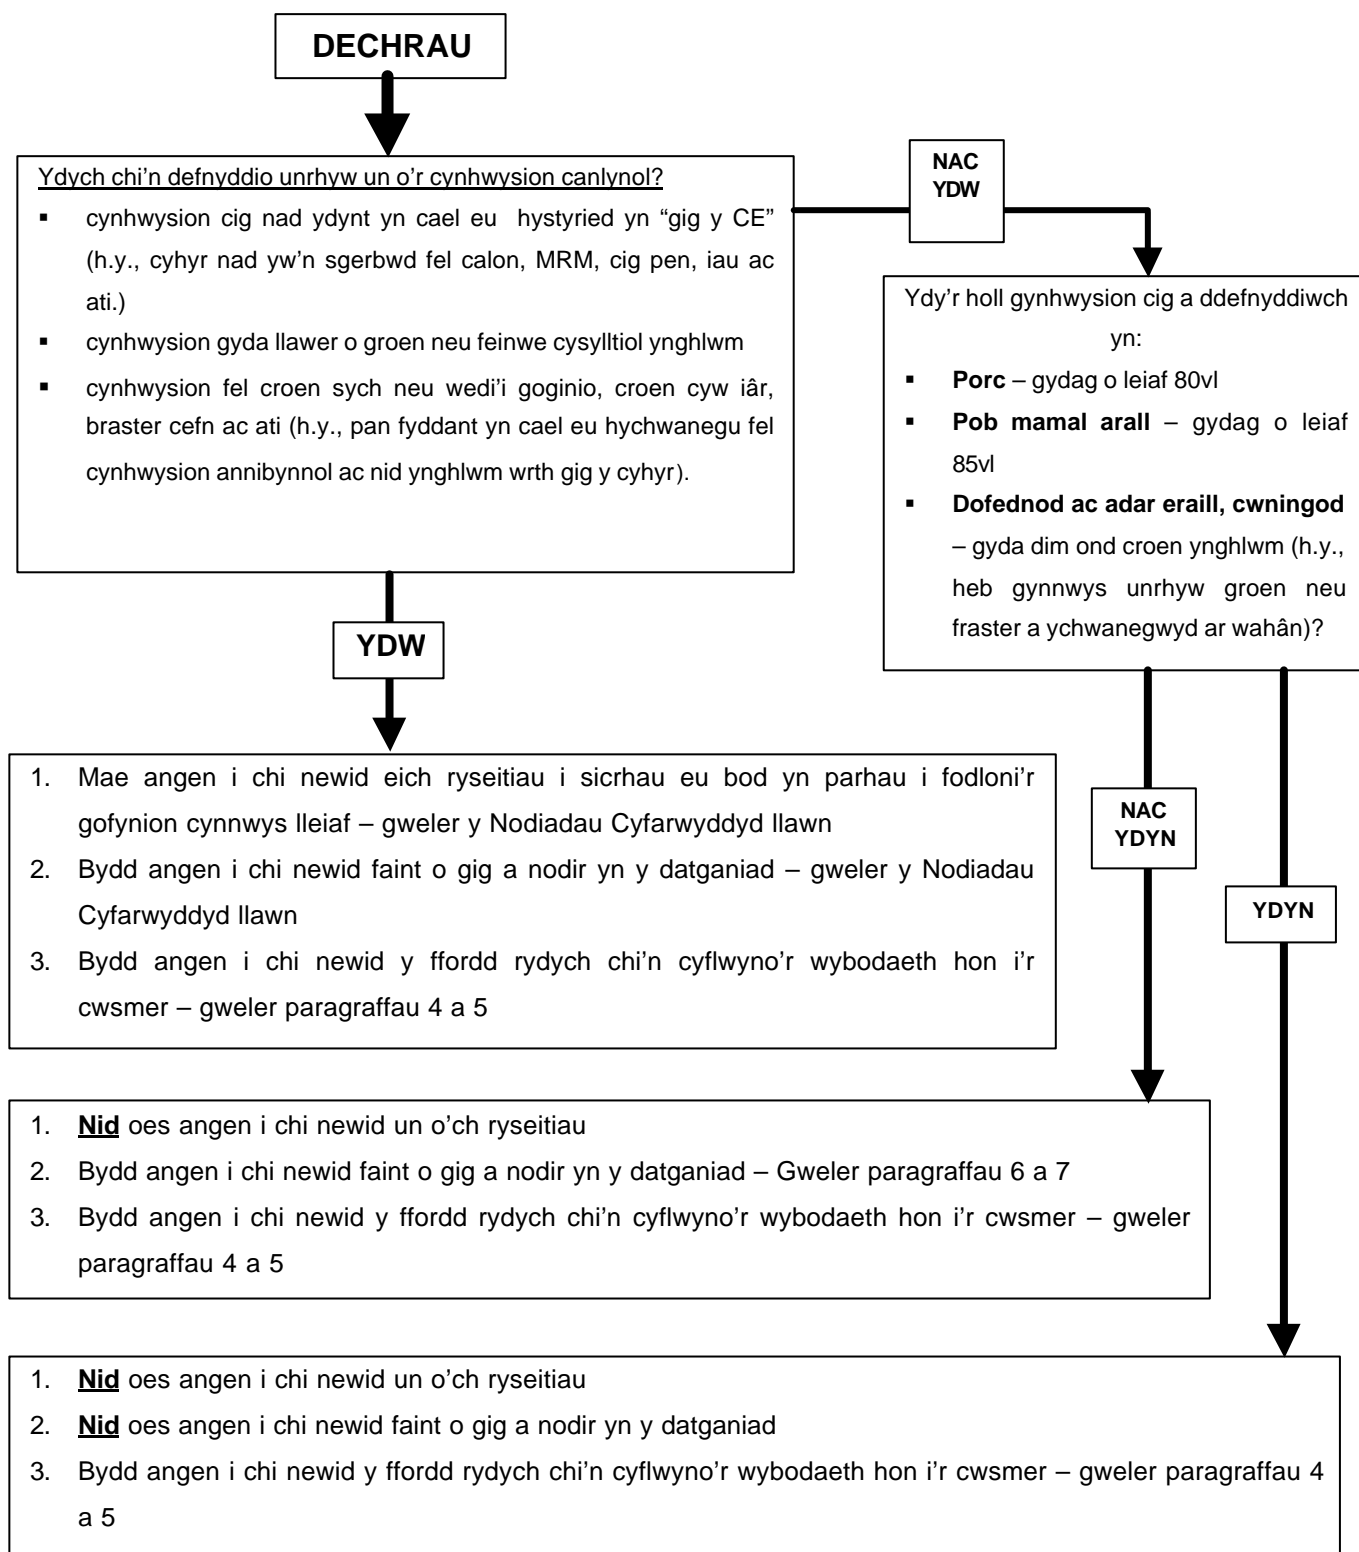 DECHRAU
Ydych chi'n defnyddio unrhyw un o'r cynhwysion canlynol?
▪ cynhwysion cig nad ydynt yn cael eu hystyried yn “gig y CE”
(h.y., cyhyr nad yw'n sgerbwd fel calon, MRM, cig pen, iau ac
ati.)
▪ cynhwysion gyda llawer o groen neu feinwe cysylltiol ynghlwm
▪ cynhwysion fel croen sych neu wedi'i goginio, croen cyw iâr,
braster cefn ac ati (h.y., pan fyddant yn cael eu hychwanegu fel
cynhwysion annibynnol ac nid ynghlwm wrth gig y cyhyr).
NAC
YDW
Ydy'r holl gynhwysion cig a ddefnyddiwch
yn:
▪ Porc – gydag o leiaf 80vl
▪ Pob mamal arall – gydag o leiaf
85vl
▪ Dofednod ac adar eraill, cwningod
– gyda dim ond croen ynghlwm (h.y.,
heb gynnwys unrhyw groen neu
fraster a ychwanegwyd ar wahân)?
YDW
1. Mae angen i chi newid eich ryseitiau i sicrhau eu bod yn parhau i fodloni'r
gofynion cynnwys lleiaf – gweler y Nodiadau Cyfarwyddyd llawn
2. Bydd angen i chi newid faint o gig a nodir yn y datganiad – gweler y Nodiadau
Cyfarwyddyd llawn
3. Bydd angen i chi newid y ffordd rydych chi'n cyflwyno'r wybodaeth hon i'r
cwsmer – gweler paragraffau 4 a 5
NAC
YDYN
YDYN
1. Nid oes angen i chi newid un o'ch ryseitiau
2. Bydd angen i chi newid faint o gig a nodir yn y datganiad – Gweler paragraffau 6 a 7
3. Bydd angen i chi newid y ffordd rydych chi'n cyflwyno'r wybodaeth hon i'r cwsmer – gweler
paragraffau 4 a 5
1. Nid oes angen i chi newid un o'ch ryseitiau
2. Nid oes angen i chi newid faint o gig a nodir yn y datganiad
3. Bydd angen i chi newid y ffordd rydych chi'n cyflwyno'r wybodaeth hon i'r cwsmer – gweler paragraffau 4
a 5